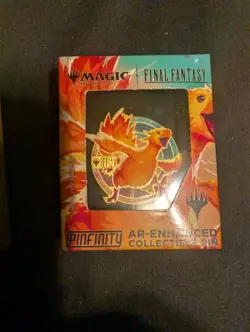 MAGIC FINAL FANTASY
PINFINITY
AR-ENHANCED
COLLECTIBLE PIN